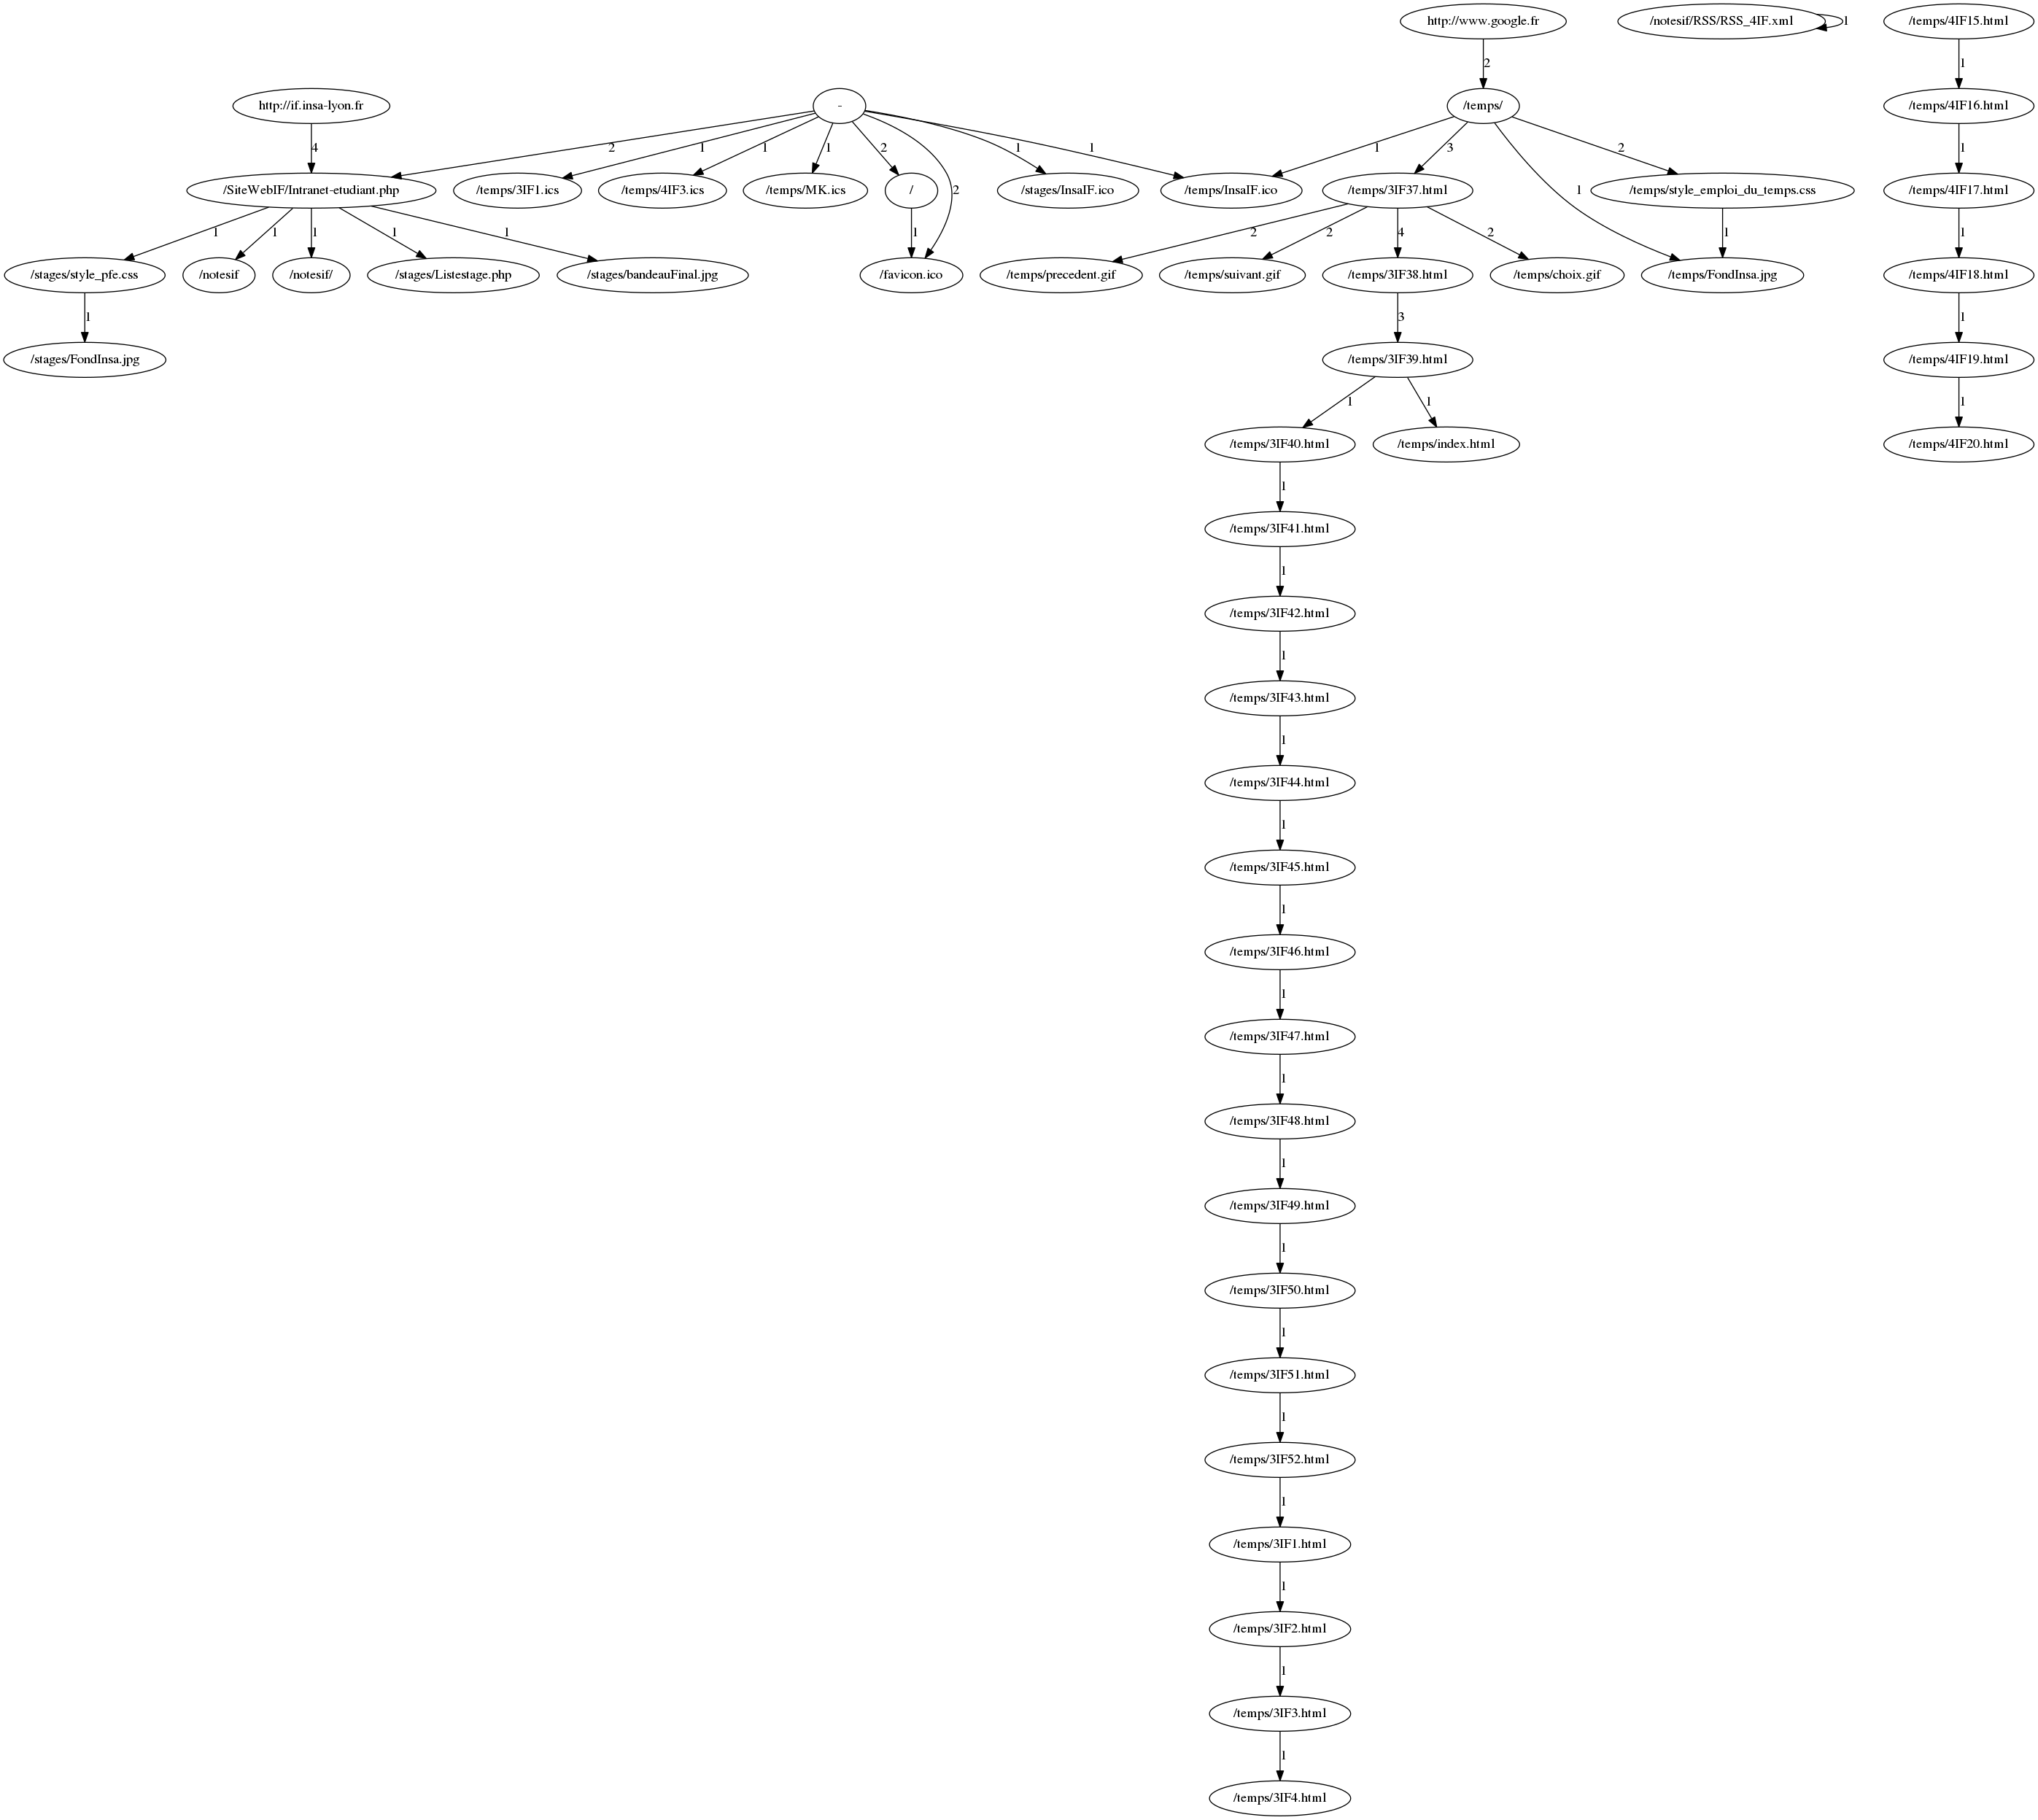 http://www.google.fr
/notesif/RSS/RSS_4IF.xml
1
/temps/4IF15.html
2
1
http://if.insa-lyon.fr
-
/temps/
/temps/4IF16.html
4
2
1
1
1
2
1
1
1
3
2
1
/SiteWebIF/Intranet-etudiant.php
/temps/3IF1.ics
/temps/4IF3.ics
/temps/MK.ics
/
/stages/InsaIF.ico
/temps/InsaIF.ico
/temps/3IF37.html
/temps/style_emploi_du_temps.css
/temps/4IF17.html
2
1
1
1
1
1
1
1
2
2
4
2
1
1
/stages/style_pfe.css
/notesif
/notesif/
/stages/Listestage.php
/stages/bandeauFinal.jpg
/favicon.ico
/temps/precedent.gif
/temps/suivant.gif
/temps/3IF38.html
/temps/choix.gif
/temps/FondInsa.jpg
/temps/4IF18.html
1
3
1
/stages/FondInsa.jpg
/temps/3IF39.html
/temps/4IF19.html
1
1
1
/temps/3IF40.html
/temps/index.html
/temps/4IF20.html
1
/temps/3IF41.html
1
/temps/3IF42.html
1
/temps/3IF43.html
1
/temps/3IF44.html
1
/temps/3IF45.html
1
/temps/3IF46.html
1
/temps/3IF47.html
1
/temps/3IF48.html
1
/temps/3IF49.html
1
/temps/3IF50.html
1
/temps/3IF51.html
1
/temps/3IF52.html
1
/temps/3IF1.html
1
/temps/3IF2.html
1
/temps/3IF3.html
1
/temps/3IF4.html